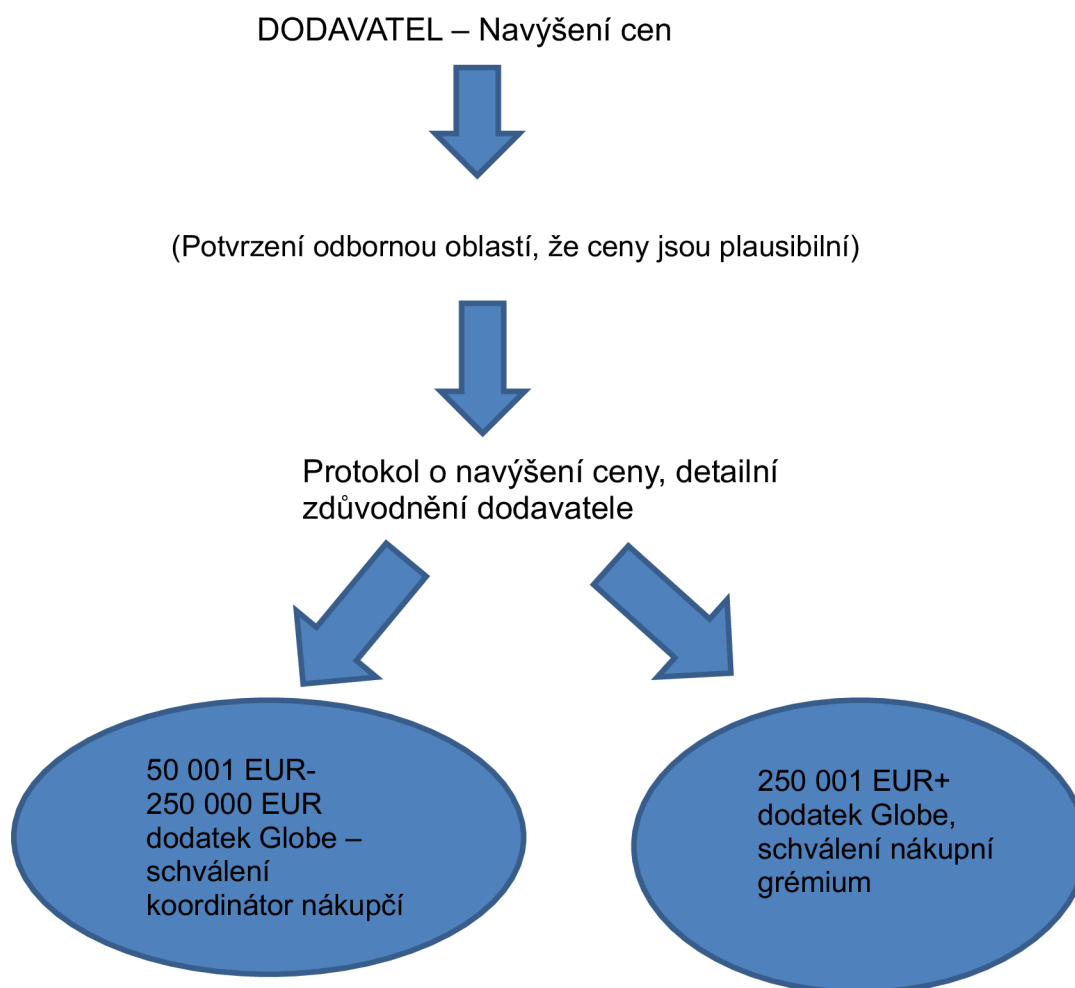 DODAVATEL – Navýšení cen
(Potvrzení odbornou oblastí, že ceny jsou plausibilní)
Protokol o navýšení ceny, detailní
zdůvodnění dodavatele
50 001 EUR-
250 000 EUR
dodatek Globe –
schválení
koordinátor nákupčí
250 001 EUR+
dodatek Globe,
schválení nákupní
grémium